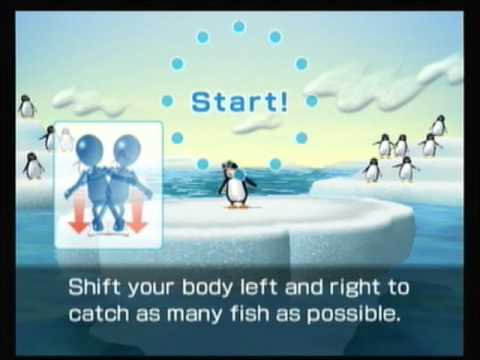 Start!
Shift your body left and right to
catch as many fish as possible.